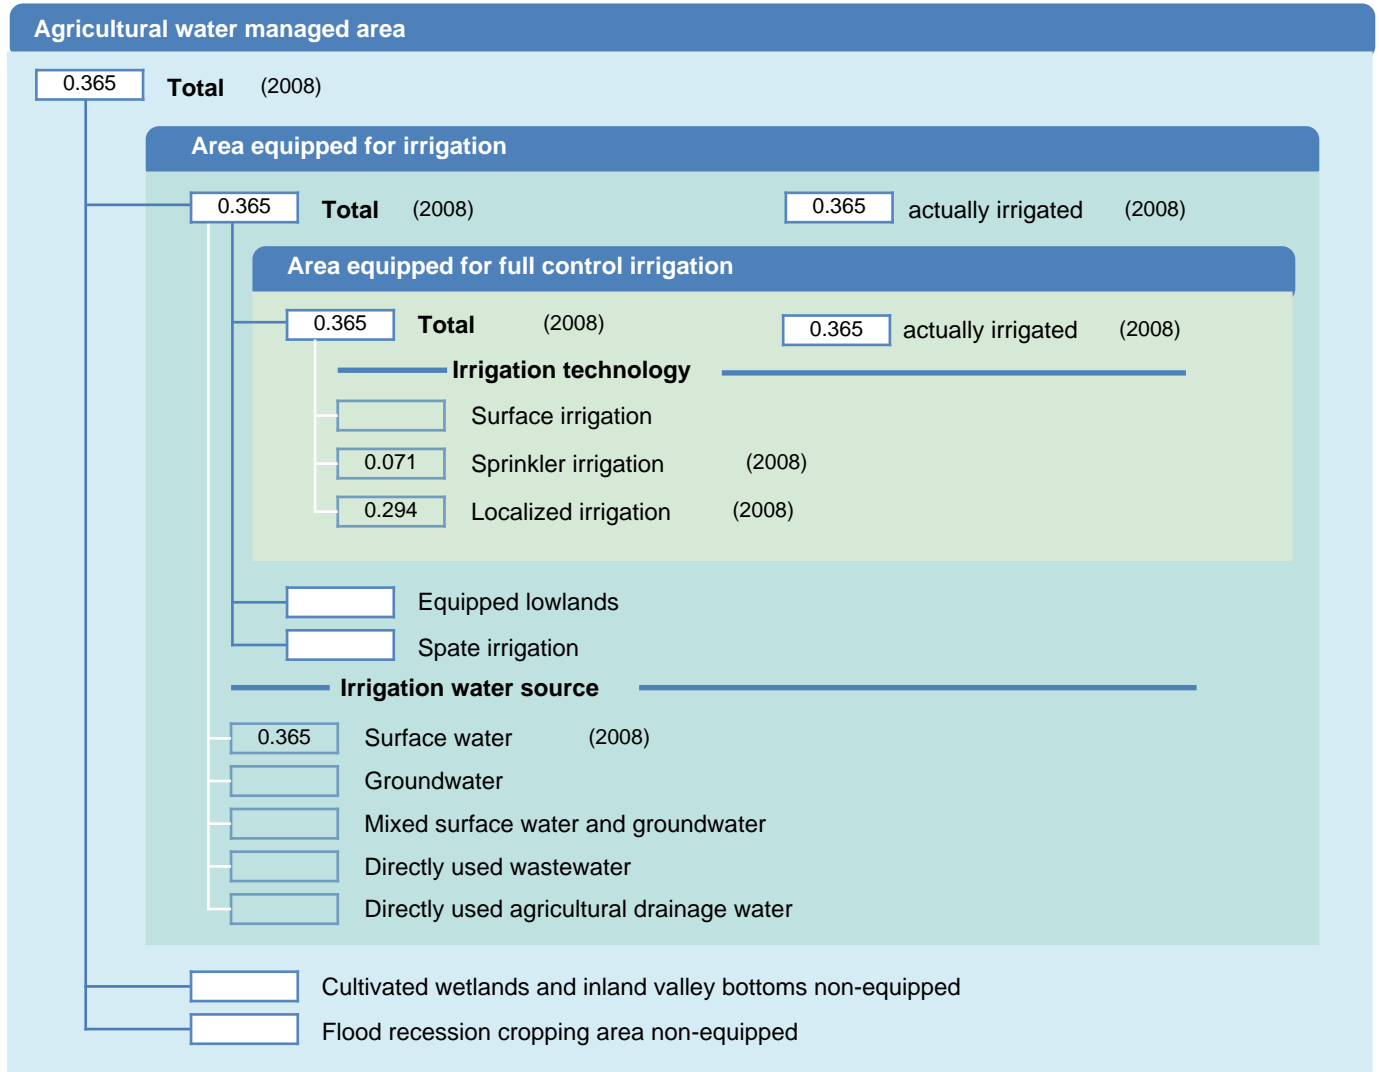 Agricultural water managed area
0.365 Total (2008)
Area equipped for irrigation
0.365 Total (2008) 0.365 actually irrigated (2008)
Area equipped for full control irrigation
0.365 Total (2008) 0.365 actually irrigated (2008)
Irrigation technology
Surface irrigation
0.071 Sprinkler irrigation (2008)
0.294 Localized irrigation (2008)
Equipped lowlands
Spate irrigation
Irrigation water source
0.365 Surface water (2008)
Groundwater
Mixed surface water and groundwater
Directly used wastewater
Directly used agricultural drainage water
Cultivated wetlands and inland valley bottoms non-equipped
Flood recession cropping area non-equipped